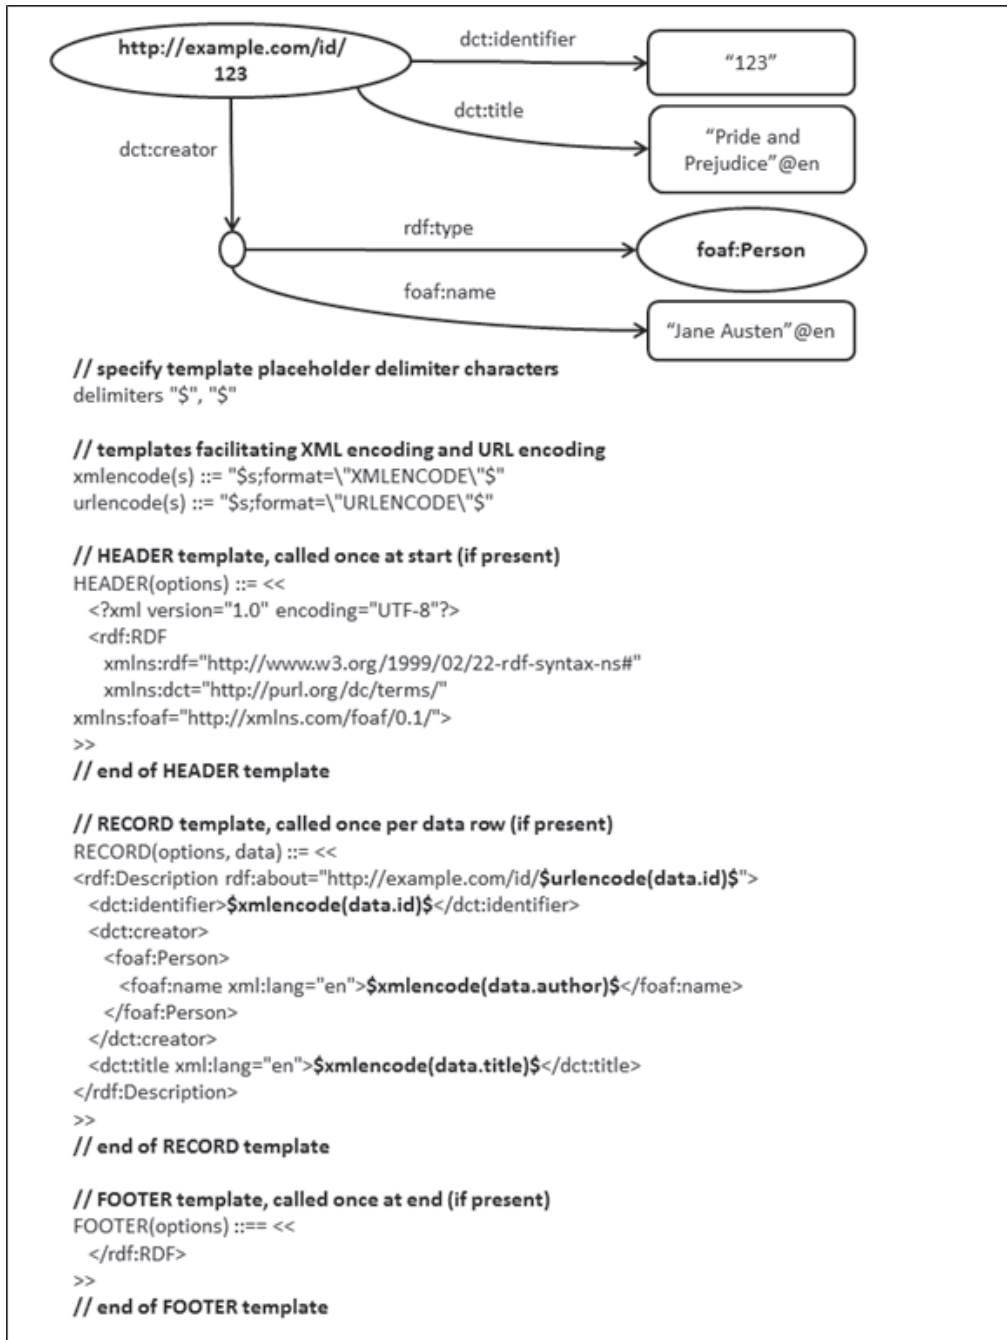 http://example.com/id/
123
dct:identifier
"123"
dct:title
"Pride and
Prejudice"@en
dct:creator
rdf:type
foaf:Person
foaf:name
"Jane Austen"@en
// specify template placeholder delimiter characters
delimiters "$", "$"
// templates facilitating XML encoding and URL encoding
xmlencode(s) ::= "$s;format=\"XMLENCODE\"$"
urlencode(s) ::= "$s;format=\"URLENCODE\"$"
// HEADER template, called once at start (if present)
HEADER(options) ::= <<
<?xml version="1.0" encoding="UTF-8"?>
<rdf:RDF
xmlns:rdf="http://www.w3.org/1999/02/22-rdf-syntax-ns#"
xmlns:dct="http://purl.org/dc/terms/"
xmlns:foaf="http://xmlns.com/foaf/0.1/">
>>
// end of HEADER template
// RECORD template, called once per data row (if present)
RECORD(options, data) ::= <<
<rdf:Description rdf:about="http://example.com/id/$urlencode(data.id)$">
<dct:identifier>$xmlencode(data.id)$</dct:identifier>
<dct:creator>
<foaf:Person>
<foaf:name xml:lang="en">$xmlencode(data.author)$</foaf:name>
</foaf:Person>
</dct:creator>
<dct:title xml:lang="en">$xmlencode(data.title)$</dct:title>
</rdf:Description>
>>
// end of RECORD template
// FOOTER template, called once at end (if present)
FOOTER(options) ::== <<
</rdf:RDF>
>>
// end of FOOTER template